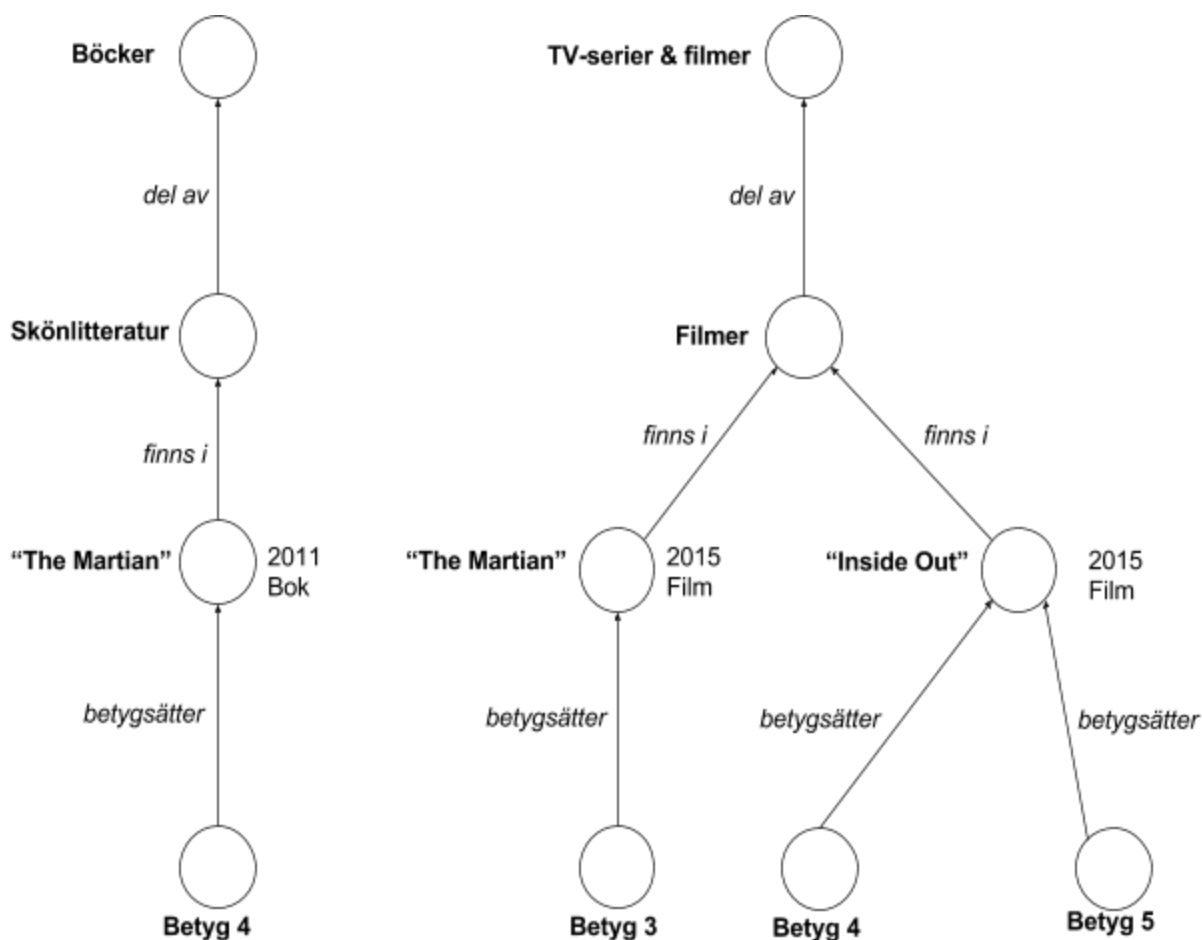 Böcker
TV-serier & filmer
del av
del av
Skönlitteratur
Filmer
finns i
finns i
finns i
“The Martian”
2011
Bok
“The Martian”
2015
Film
“Inside Out”
2015
Film
betygsätter
betygsätter
betygsätter
betygsätter
Betyg 4
Betyg 3
Betyg 4
Betyg 5